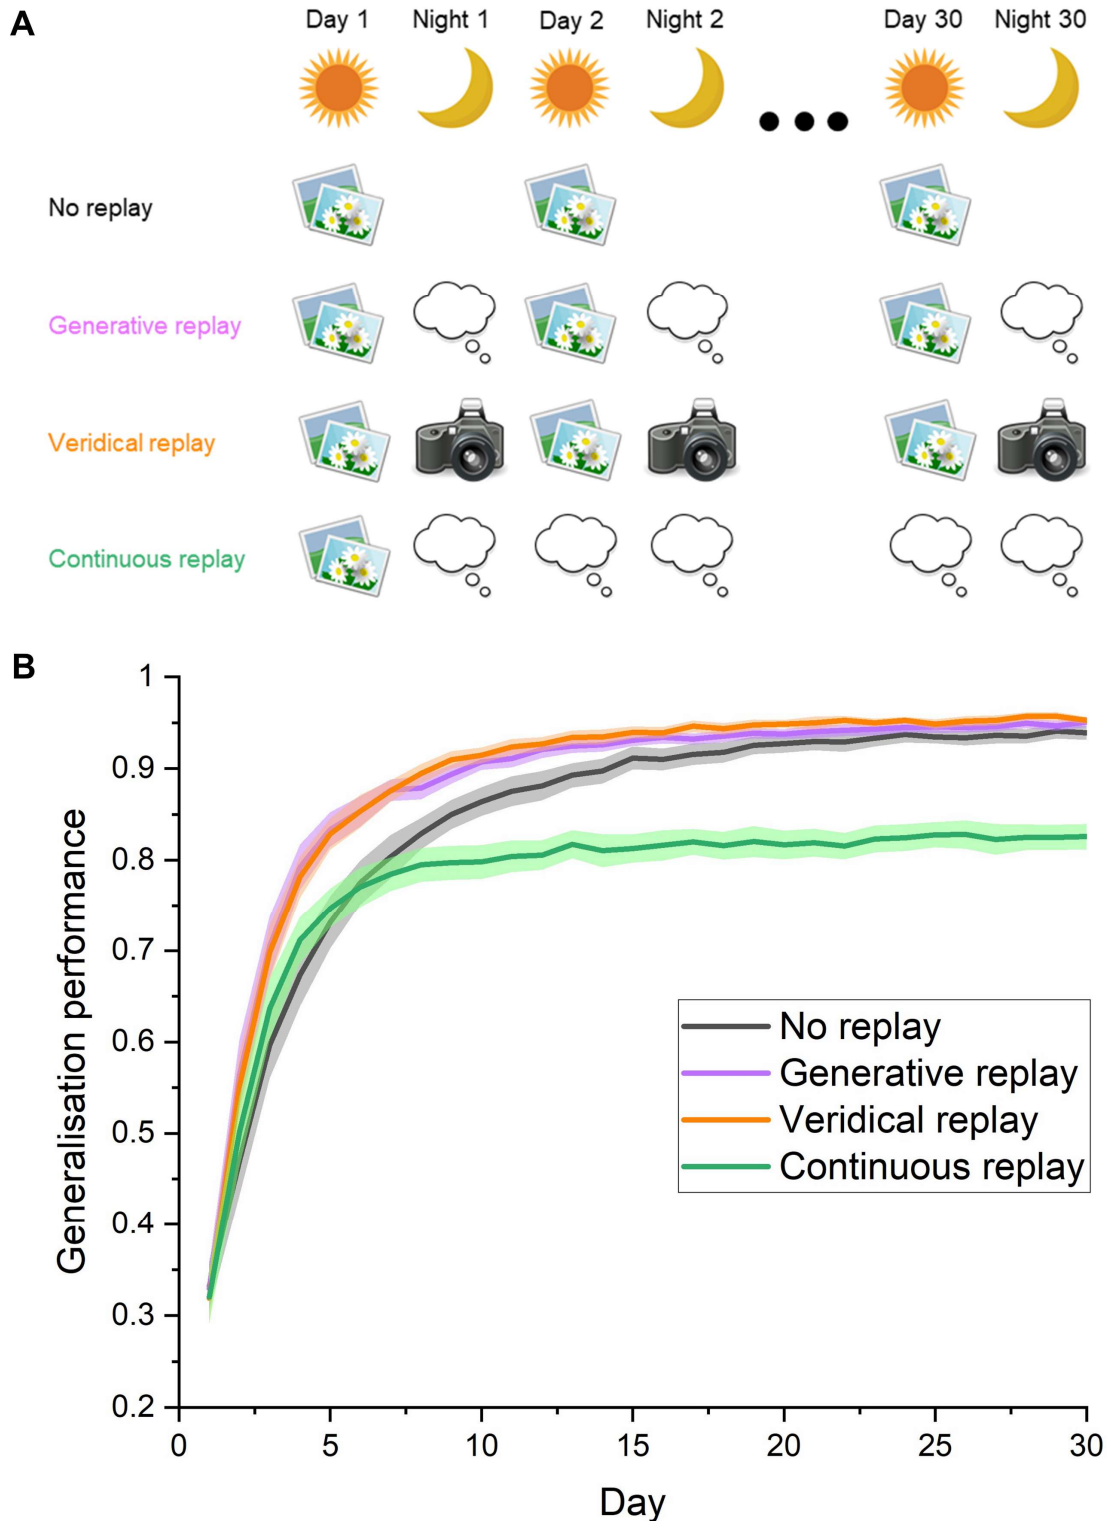 A
Day 1 Night 1 Day 2 Night 2 Day 30 Night 30
No replay
Generative replay
Veridical replay
Continuous replay
B
1
0.9
0.8
0.7
0.6
0.5
0.4
0.3
0.2
Generalisation performance
No replay
Generative replay
Veridical replay
Continuous replay
0 5 10 15 20 25 30
Day